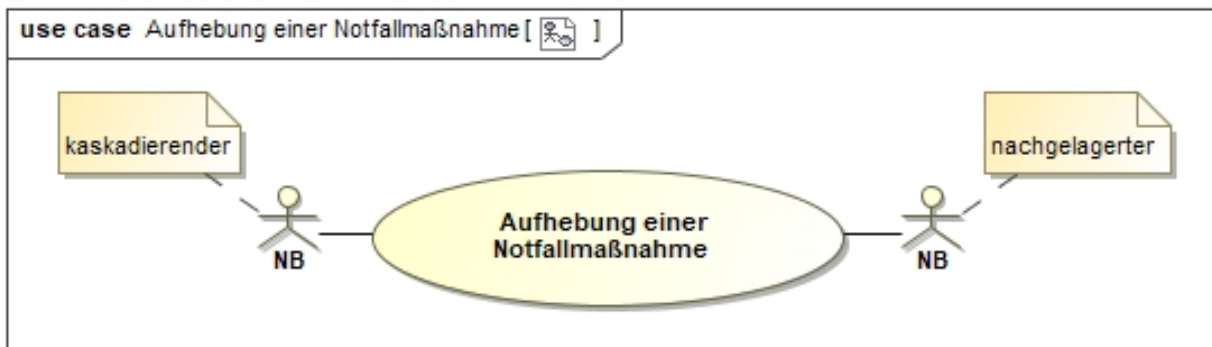 use case Aufhebung einer Notfallmaßnahme [ ]
kaskadierender
nachgelagerter
Aufhebung einer
Notfallmaßnahme
NB
NB